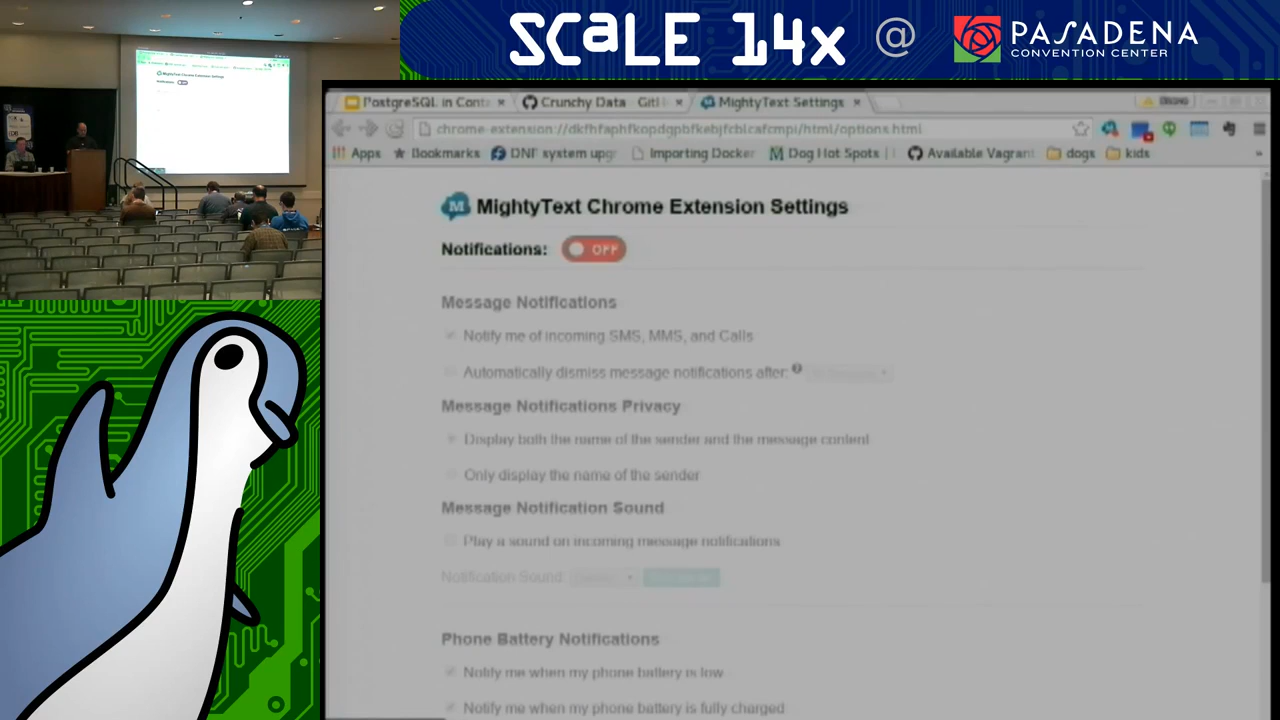 SCALE 14x @ PASADENA
CONVENTION CENTER
PostgreSQL in Conta × Crunchy Data · GitH × MightyText Settings ×
chrome-extension://dkfhfaphfkopdgpbfkebjfcblcafcmpi/html/options.html
Apps Bookmarks DNF system upg Importing Docker Dog Hot Spots | Available Vagrant dogs kids »
M MightyText Chrome Extension Settings
Notifications: OFF
Message Notifications
Notify me of incoming SMS, MMS, and Calls
Automatically dismiss message notifications after:
Message Notifications Privacy
Display both the name of the sender and the message content
Only display the name of the sender
Message Notification Sound
Play a sound on incoming message notifications
Notification Sound:
Phone Battery Notifications
Notify me when my phone battery is low
Notify me when my phone battery is fully charged